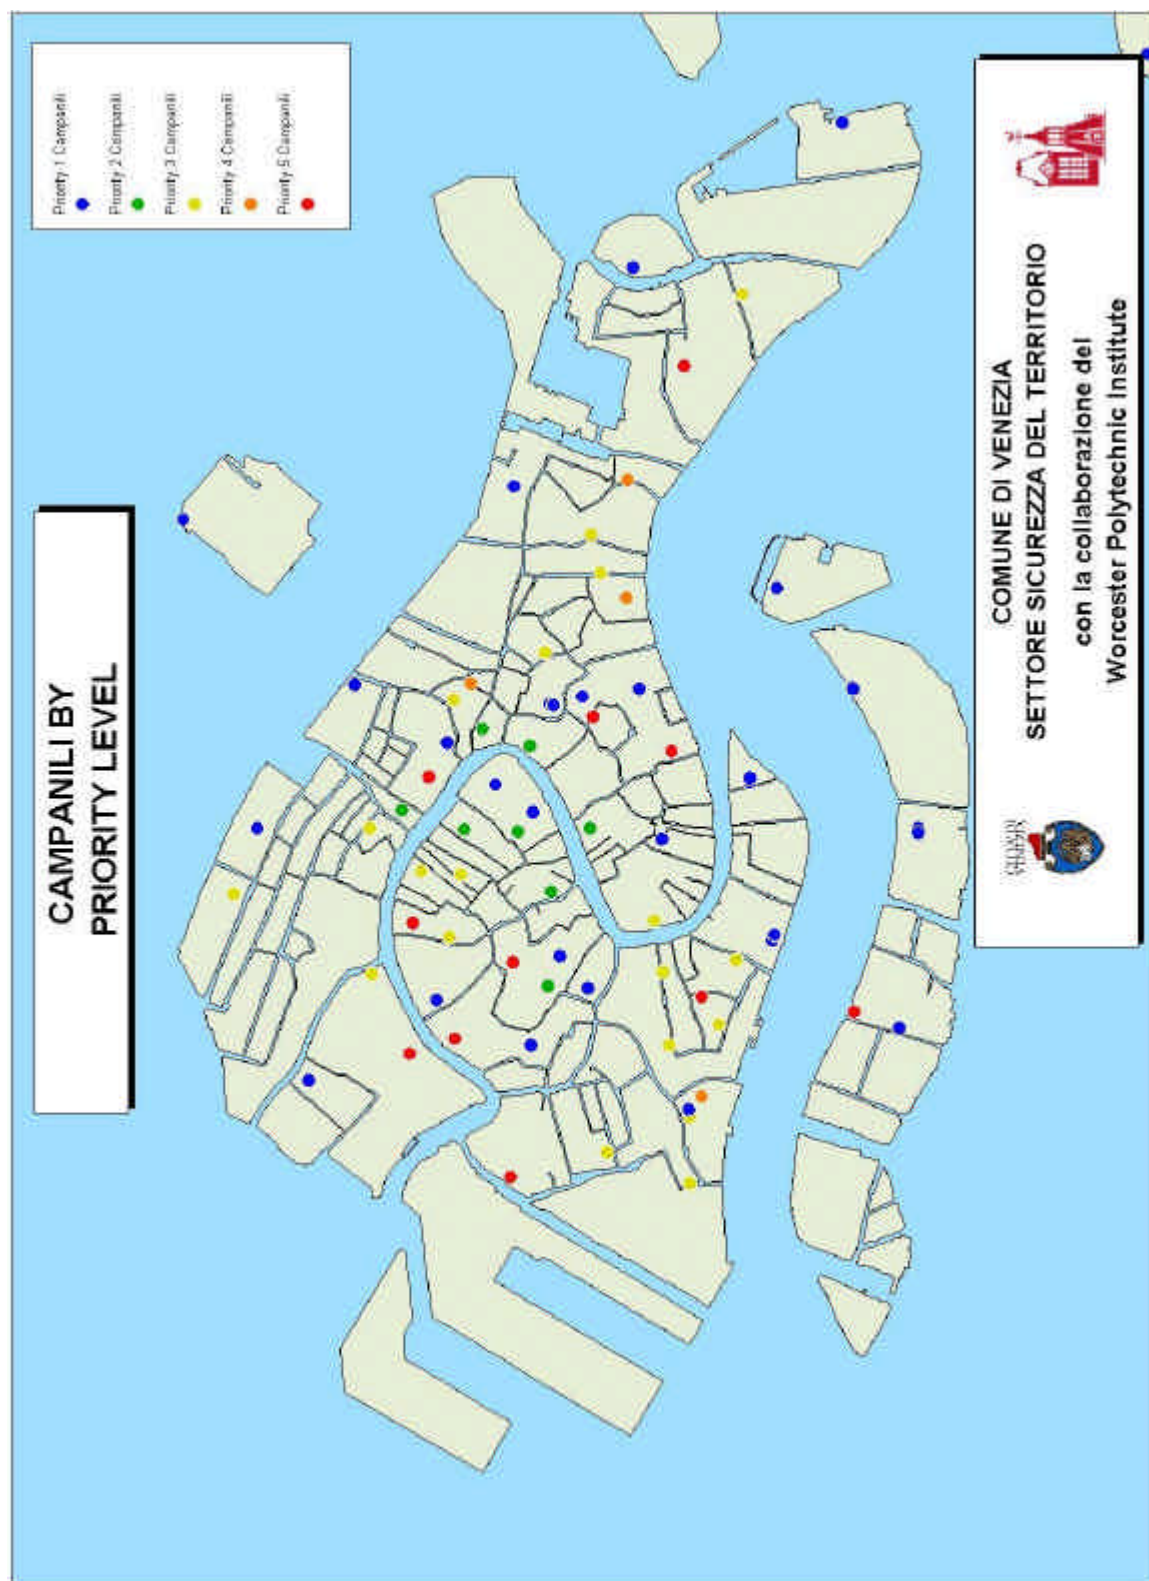 CAMPANILI BY
PRIORITY LEVEL
Priority 1 Campanili
Priority 2 Campanili
Priority 3 Campanili
Priority 4 Campanili
Priority 5 Campanili
COMUNE DI VENEZIA
SETTORE SICUREZZA DEL TERRITORIO
con la collaborazione del
Worcester Polytechnic Institute